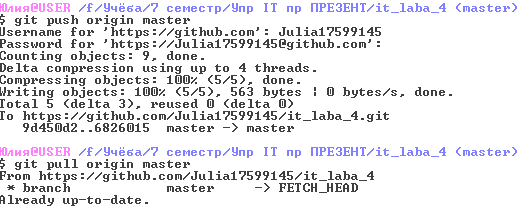 Юлия@USER /f/Учёба/7 семестр/Упр IT пр ПРЕЗЕНТ/it_laba_4 (master)
$ git push origin master
Username for 'https://github.com': Julia17599145
Password for 'https://Julia17599145@github.com':
Counting objects: 9, done.
Delta compression using up to 4 threads.
Compressing objects: 100% (5/5), done.
Writing objects: 100% (5/5), 563 bytes | 0 bytes/s, done.
Total 5 (delta 3), reused 0 (delta 0)
To https://github.com/Julia17599145/it_laba_4.git
   9d450d2..6826015  master -> master
Юлия@USER /f/Учёба/7 семестр/Упр IT пр ПРЕЗЕНТ/it_laba_4 (master)
$ git pull origin master
From https://github.com/Julia17599145/it_laba_4
 * branch            master     -> FETCH_HEAD
Already up-to-date.